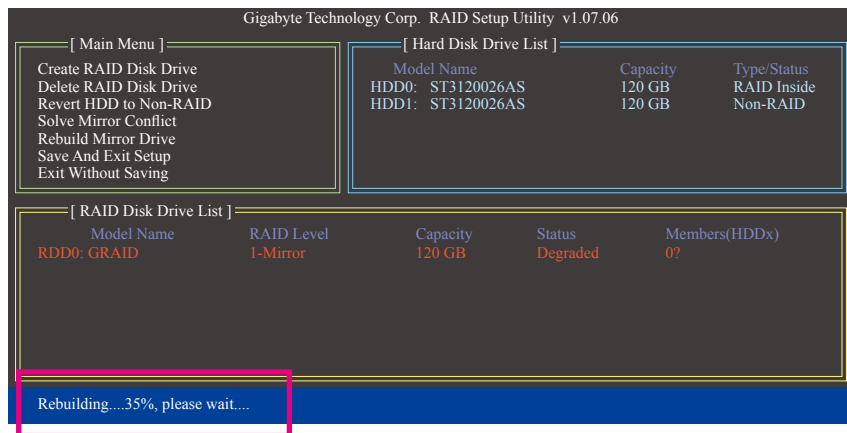 Gigabyte Technology Corp. RAID Setup Utility v1.07.06
[ Main Menu ]
Create RAID Disk Drive
Delete RAID Disk Drive
Revert HDD to Non-RAID
Solve Mirror Conflict
Rebuild Mirror Drive
Save And Exit Setup
Exit Without Saving
[ Hard Disk Drive List ]
Model Name Capacity Type/Status
HDD0: ST3120026AS 120 GB RAID Inside
HDD1: ST3120026AS 120 GB Non-RAID
[ RAID Disk Drive List ]
Model Name RAID Level Capacity Status Members(HDDx)
RDD0: GRAID 1-Mirror 120 GB Degraded 0?
Rebuilding....35%, please wait....